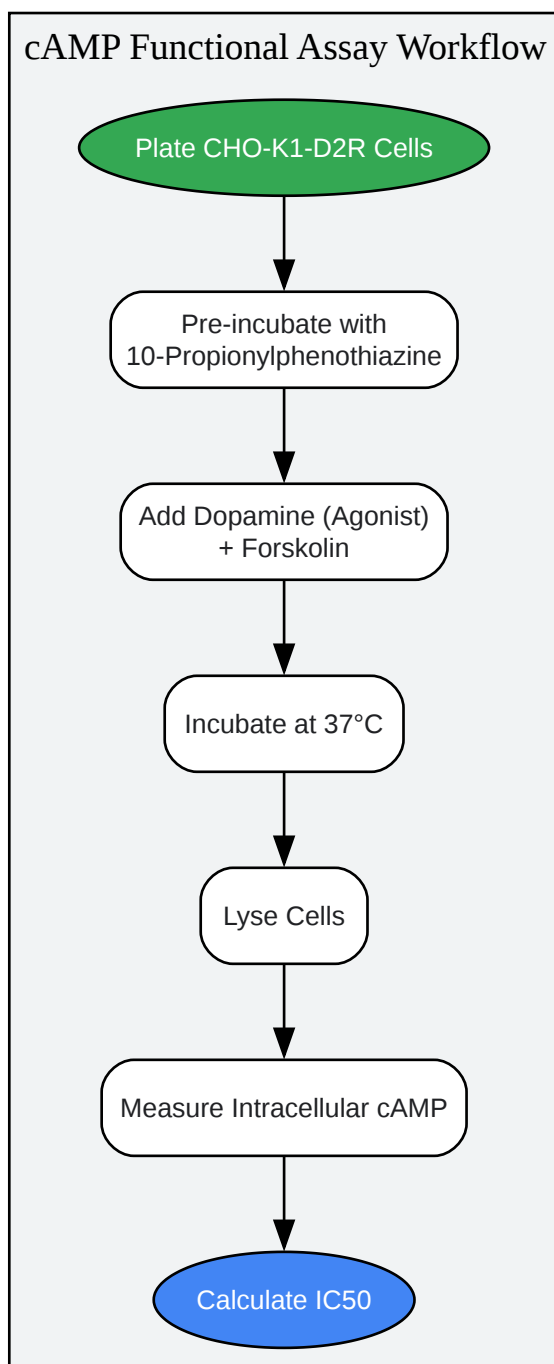 cAMP Functional Assay Workflow
Plate CHO-K1-D2R Cells
Pre-incubate with
10-Propionylphenothiazine
Add Dopamine (Agonist)
+ Forskolin
Incubate at 37°C
Lyse Cells
Measure Intracellular cAMP
Calculate IC50